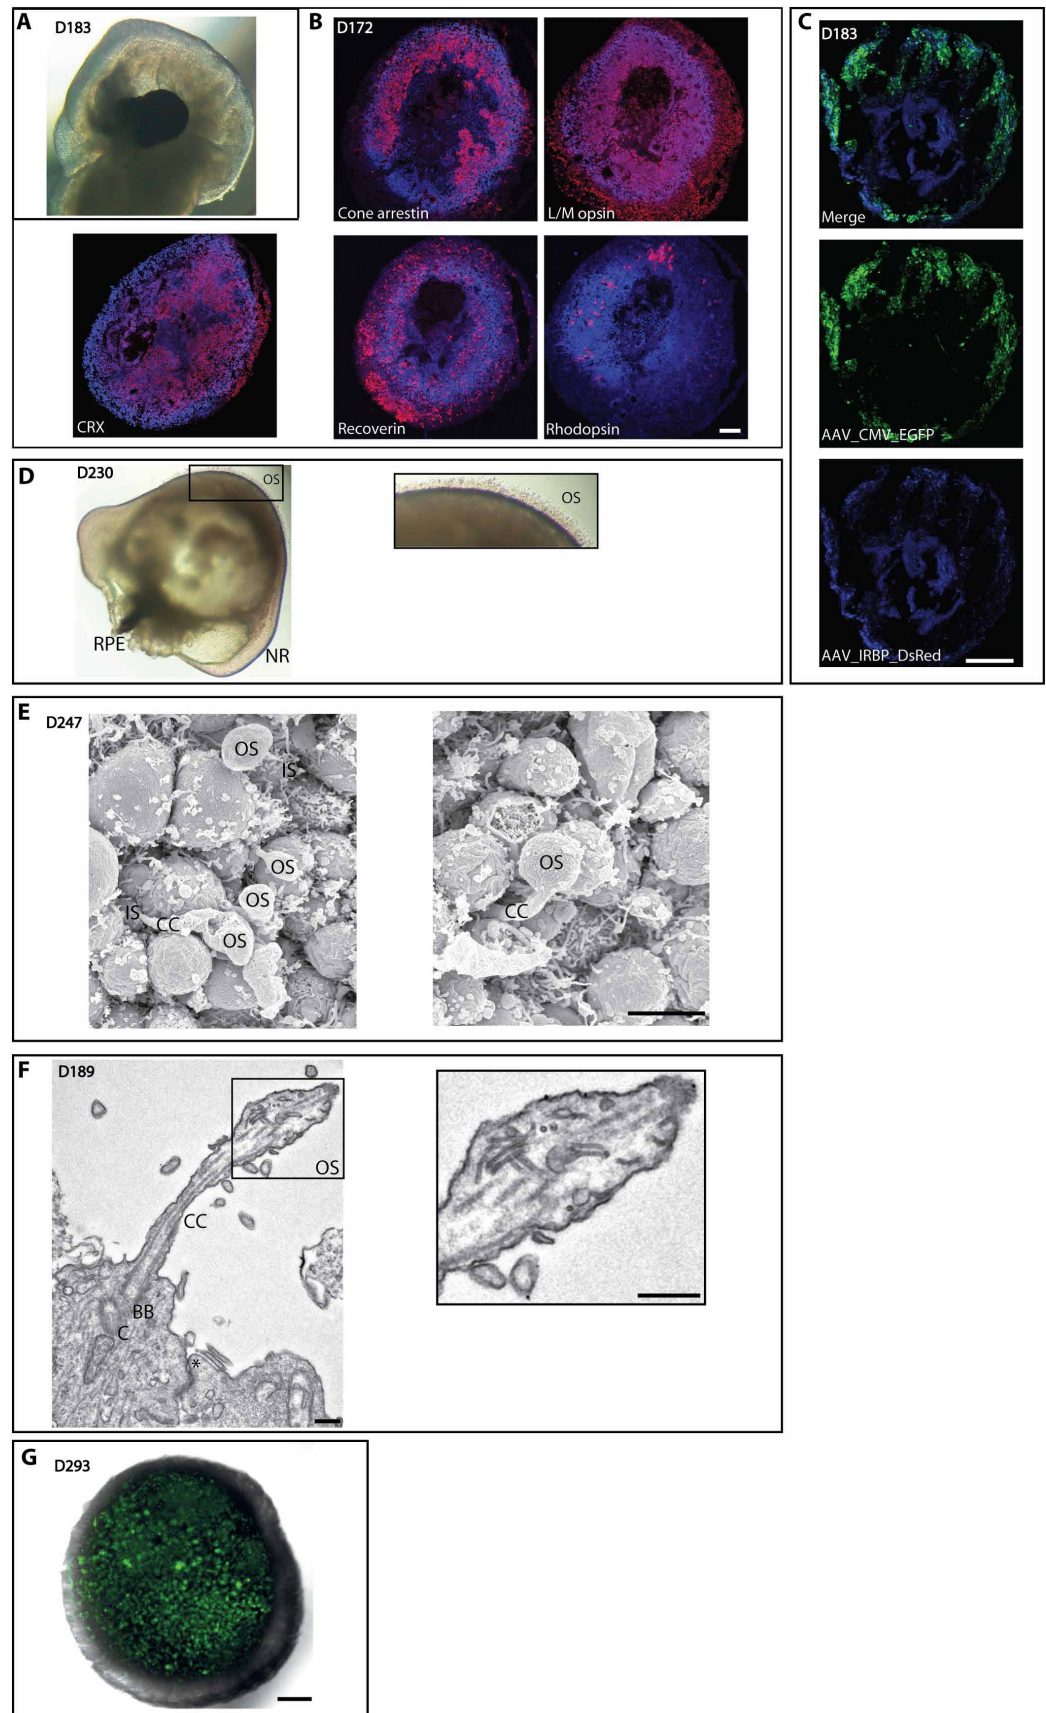 A
D183
B
D172
Cone arrestin
L/M opsin
CRX
Recoverin
Rhodopsin
C
D183
Merge
AAV_CMV_EGFP
AAV_IRBP_DsRed
D
D230
OS
RPE
NR
OS
E
D247
OS
IS
OS
OS
IS
CC
OS
OS
CC
F
D189
OS
CC
BB
C
*
G
D293